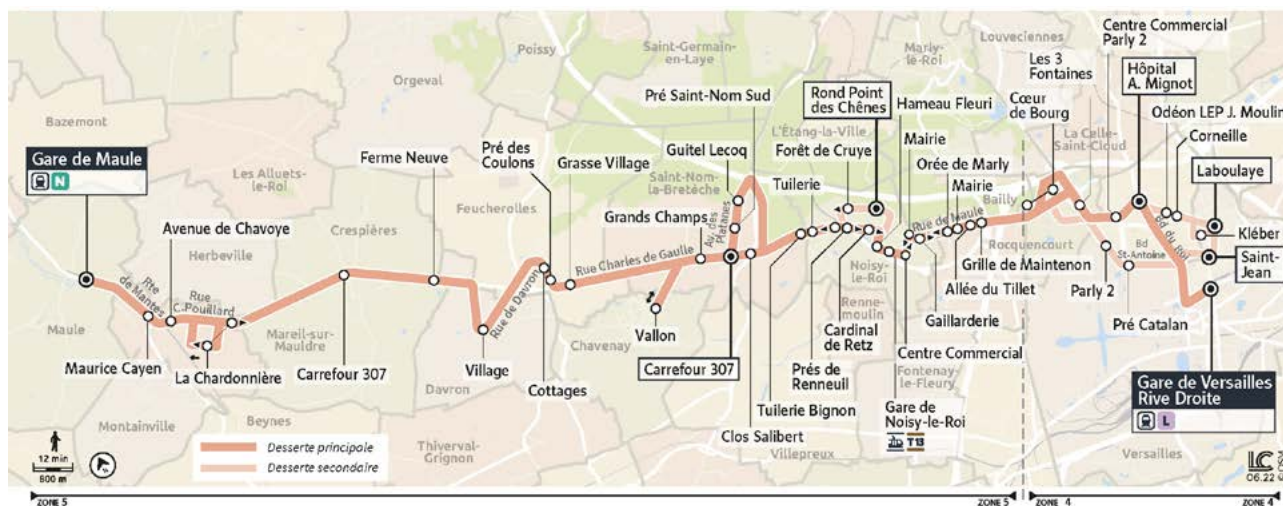 Centre Commercial
Parly 2
Louveciennes
Poissy
Saint-Germain-
en-Laye
Marly-
le-Roi
Les 3
Fontaines
Hôpital
A. Mignot
Orgeval
Pré Saint-Nom Sud
Rond Point
des Chênes
Hameau Fleuri
Cœur
de Bourg
Odéon LEP J. Moulin
Bazemont
L'Étang-la-Ville
Mairie
La Celle-
Saint-Cloud
Corneille
Gare de Maule
N
Ferme Neuve
Pré des
Coulons
Guitel Lecoq
Forêt de Cruye
Orée de Marly
Laboulaye
Les Alluets-
le-Roi
Grasse Village
Saint-Nom-
la-Bretèche
Tuilerie
Mairie
Bailly
Feucherolles
Grands Champs
Av. des
Platanes
Rue de Maule
Bd du Roi
Kléber
Avenue de Chavoye
Crespières
Rue Charles de Gaulle
Rocquencourt
Bd
St-Antoine
Saint-
Jean
Herbeville
Noisy-
le-Roi
Grille de Maintenon
Rte
de Mantes
Rue
C. Pouillard
Rue de Davron
Renne-
moulin
Allée du Tillet
Parly 2
Maule
Mareil-sur-
Mauldre
Vallon
Gaillarderie
Pré Catalan
Chavenay
Cardinal
de Retz
Maurice Cayen
La Chardonnière
Carrefour 307
Village
Carrefour 307
Prés de
Renneuil
Centre Commercial
Cottages
Fontenay-
le-Fleury
Gare de Versailles
Rive Droite
L
Davron
Tuilerie Bignon
Gare de
Noisy-le-Roi
T13
Montainville
Beynes
Clos Salibert
Desserte principale
Desserte secondaire
Thiverval-
Grignon
Villepreux
Versailles
12 min
800 m
LC
06.22
ZONE 5
ZONE 5
ZONE 4
ZONE 4